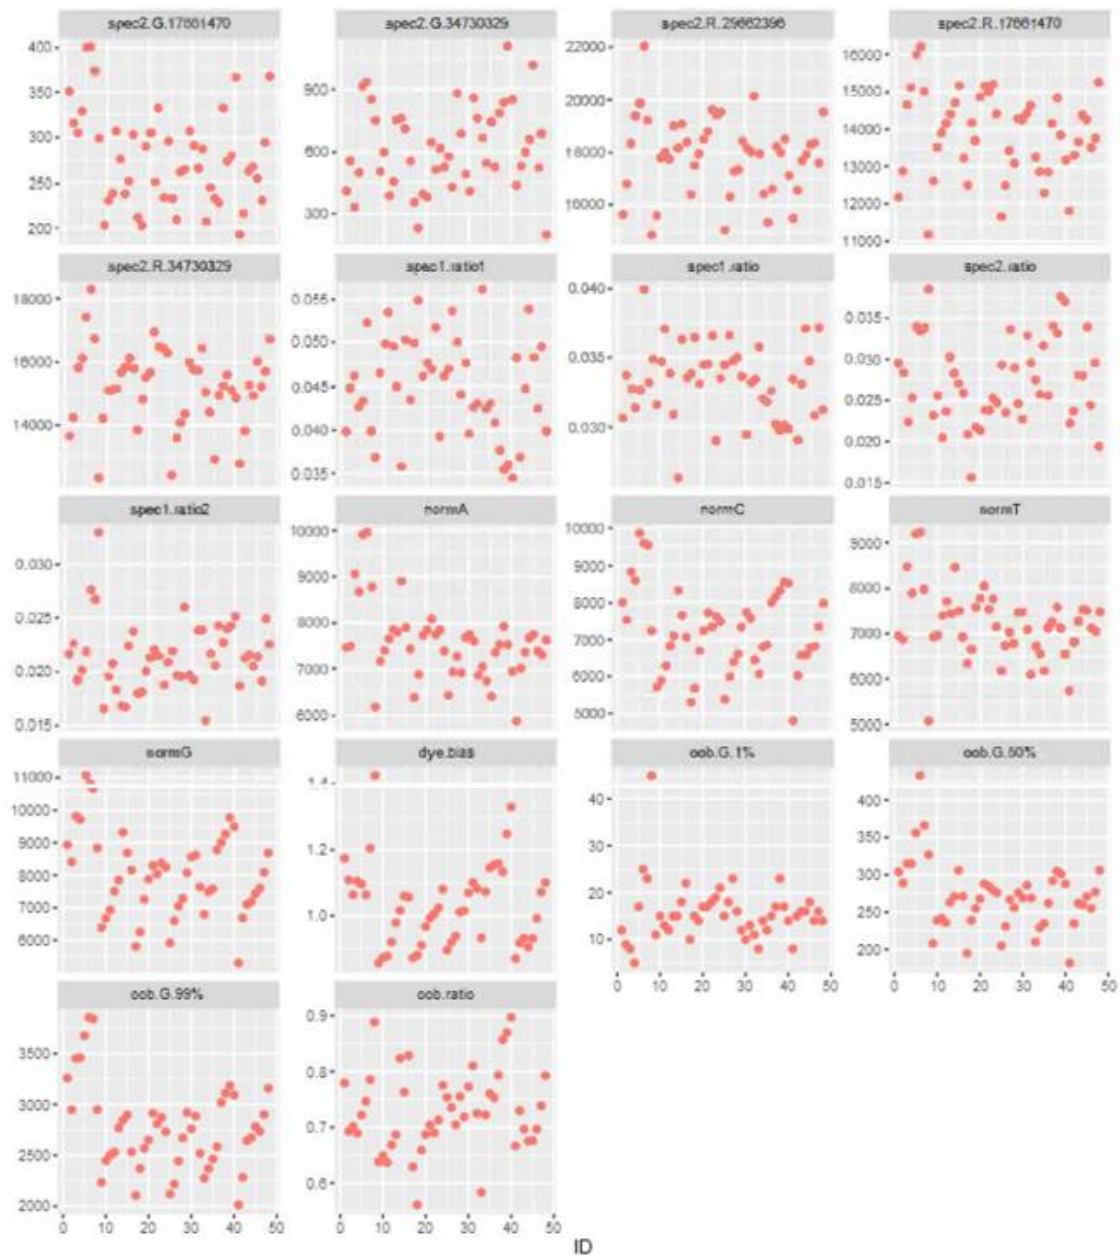 spec2.G.17661470 spec2.G.34730329 spec2.R.29662396 spec2.R.17661470
400 900 22000 16000
350 600 20000 15000
300 300 18000 14000
250 16000 13000
200 12000
11000
spec2.R.34730329 spec1.ratio1 spec1.ratio spec2.ratio
18000 0.055 0.040 0.035
16000 0.050 0.035 0.030
14000 0.045 0.030 0.025
0.040 0.020
0.035 0.015
spec1.ratio2 normA normC normT
0.030 10000 10000 9000
0.025 9000 9000 8000
0.020 8000 8000 7000
0.015 7000 7000 6000
6000 6000 5000
5000
normG dye.bias oob.G.1% oob.G.50%
11000 1.4 40 400
10000 1.2 30 350
9000 1.0 20 300
8000 10 250
7000 200
6000
0 10 20 30 40 50 0 10 20 30 40 50
oob.G.99% oob.ratio
3500 0.9
3000 0.8
2500 0.7
2000 0.6
0 10 20 30 40 50 0 10 20 30 40 50
ID